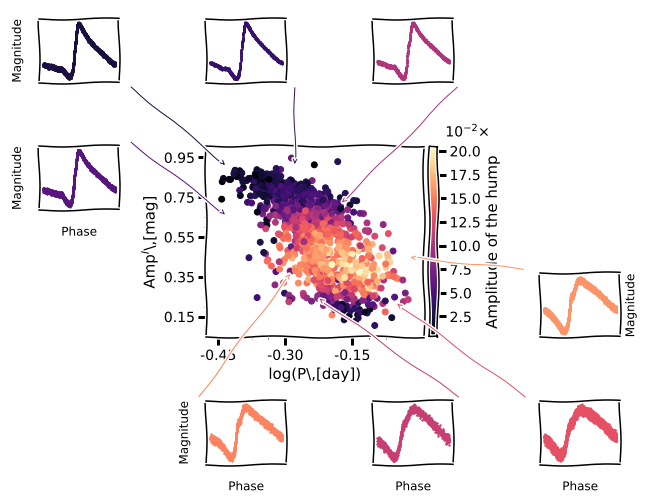 Magnitude
Magnitude
Phase
10⁻²×
0.95
0.75
0.55
0.35
0.15
Amp'\,[mag]
-0.45
-0.30
-0.15
log(P\,[day])
20.0
17.5
15.0
12.5
10.0
7.5
5.0
2.5
Amplitude of the hump
Magnitude
Magnitude
Phase
Phase
Phase